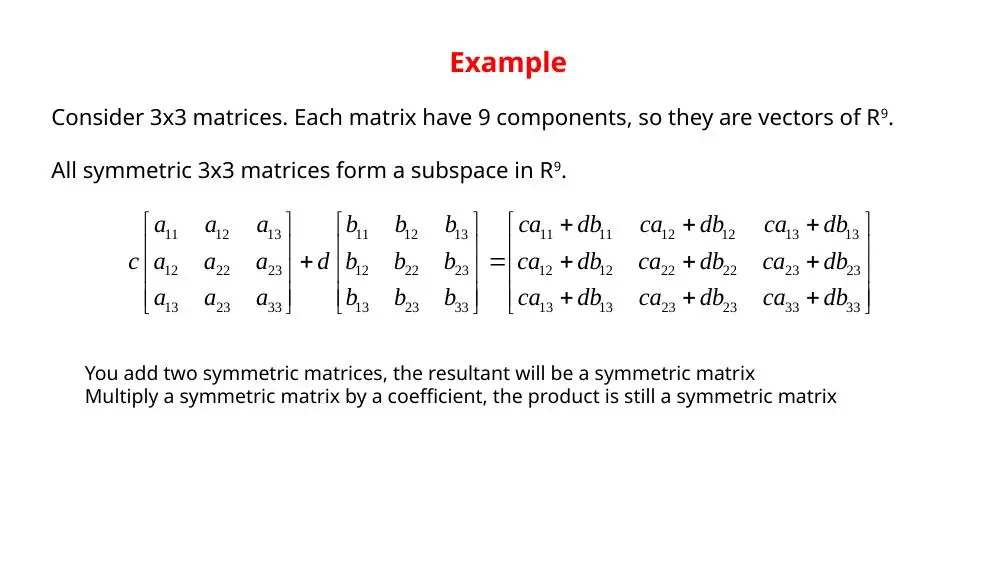 Example
Consider 3x3 matrices. Each matrix have 9 components, so they are vectors of R⁹.
All symmetric 3x3 matrices form a subspace in R⁹.
c [a₁₁ a₁₂ a₁₃; a₁₂ a₂₂ a₂₃; a₁₃ a₂₃ a₃₃] + d [b₁₁ b₁₂ b₁₃; b₁₂ b₂₂ b₂₃; b₁₃ b₂₃ b₃₃] = [ca₁₁ + db₁₁ ca₁₂ + db₁₂ ca₁₃ + db₁₃; ca₁₂ + db₁₂ ca₂₂ + db₂₂ ca₂₃ + db₂₃; ca₁₃ + db₁₃ ca₂₃ + db₂₃ ca₃₃ + db₃₃]
You add two symmetric matrices, the resultant will be a symmetric matrix
Multiply a symmetric matrix by a coefficient, the product is still a symmetric matrix